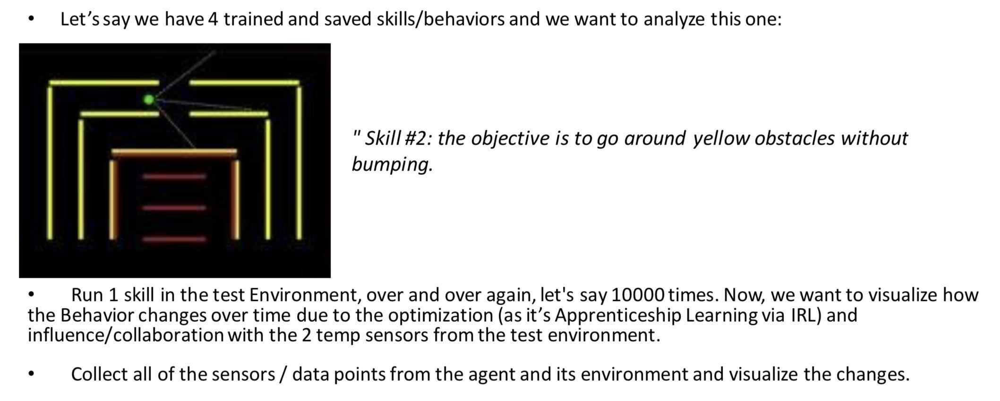 • Let’s say we have 4 trained and saved skills/behaviors and we want to analyze this one:
" Skill #2: the objective is to go around yellow obstacles without
bumping.
• Run 1 skill in the test Environment, over and over again, let's say 10000 times. Now, we want to visualize how
the Behavior changes over time due to the optimization (as it’s Apprenticeship Learning via IRL) and
influence/collaboration with the 2 temp sensors from the test environment.
• Collect all of the sensors / data points from the agent and its environment and visualize the changes.